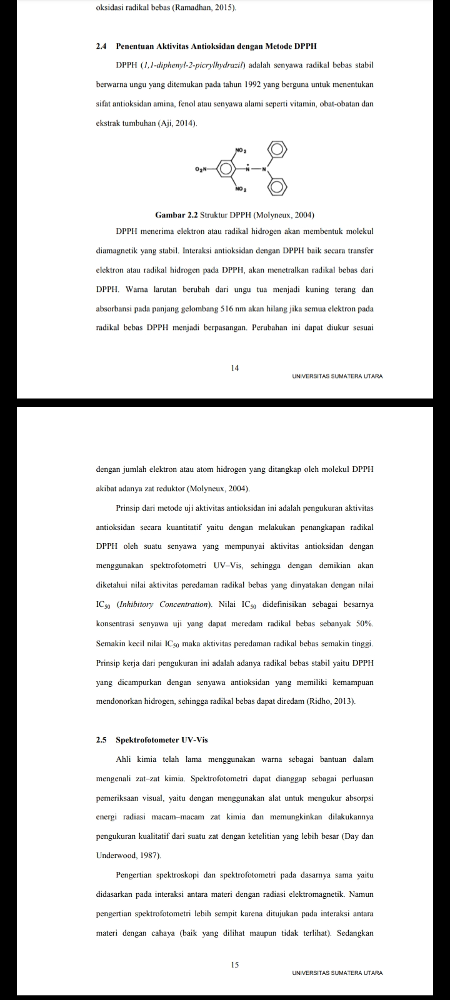 oksidasi radikal bebas (Ramadhan, 2015).
2.4 Penentuan Aktivitas Antioksidan dengan Metode DPPH
DPPH (1,1-diphenyl-2-picrylhydrazil) adalah senyawa radikal bebas stabil
berwarna ungu yang ditemukan pada tahun 1992 yang berguna untuk menentukan
sifat antioksidan amina, fenol atau senyawa alami seperti vitamin, obat-obatan dan
ekstrak tumbuhan (Aji, 2014).
NO2
O2N
N
N
NO2
Gambar 2.2 Struktur DPPH (Molyneux, 2004)
DPPH menerima elektron atau radikal hidrogen akan membentuk molekul
diamagnetik yang stabil. Interaksi antioksidan dengan DPPH baik secara transfer
elektron atau radikal hidrogen pada DPPH, akan menetralkan radikal bebas dari
DPPH. Warna larutan berubah dari ungu tua menjadi kuning terang dan
absorbansi pada panjang gelombang 516 nm akan hilang jika semua elektron pada
radikal bebas DPPH menjadi berpasangan. Perubahan ini dapat diukur sesuai
14
UNIVERSITAS SUMATERA UTARA
dengan jumlah elektron atau atom hidrogen yang ditangkap oleh molekul DPPH
akibat adanya zat reduktor (Molyneux, 2004).
Prinsip dari metode uji aktivitas antioksidan ini adalah pengukuran aktivitas
antioksidan secara kuantitatif yaitu dengan melakukan penangkapan radikal
DPPH oleh suatu senyawa yang mempunyai aktivitas antioksidan dengan
menggunakan spektrofotometri UV–Vis, sehingga dengan demikian akan
diketahui nilai aktivitas peredaman radikal bebas yang dinyatakan dengan nilai
IC50 (Inhibitory Concentration). Nilai IC50 didefinisikan sebagai besarnya
konsentrasi senyawa uji yang dapat meredam radikal bebas sebanyak 50%.
Semakin kecil nilai IC50 maka aktivitas peredaman radikal bebas semakin tinggi.
Prinsip kerja dari pengukuran ini adalah adanya radikal bebas stabil yaitu DPPH
yang dicampurkan dengan senyawa antioksidan yang memiliki kemampuan
mendonorkan hidrogen, sehingga radikal bebas dapat diredam (Ridho, 2013).
2.5 Spektrofotometer UV-Vis
Ahli kimia telah lama menggunakan warna sebagai bantuan dalam
mengenali zat–zat kimia. Spektrofotometri dapat dianggap sebagai perluasan
pemeriksaan visual, yaitu dengan menggunakan alat untuk mengukur absorpsi
energi radiasi macam–macam zat kimia dan memungkinkan dilakukannya
pengukuran kualitatif dari suatu zat dengan ketelitian yang lebih besar (Day dan
Underwood, 1987).
Pengertian spektroskopi dan spektrofotometri pada dasarnya sama yaitu
didasarkan pada interaksi antara materi dengan radiasi elektromagnetik. Namun
pengertian spektrofotometri lebih sempit karena ditujukan pada interaksi antara
materi dengan cahaya (baik yang dilihat maupun tidak terlihat). Sedangkan
15
UNIVERSITAS SUMATERA UTARA